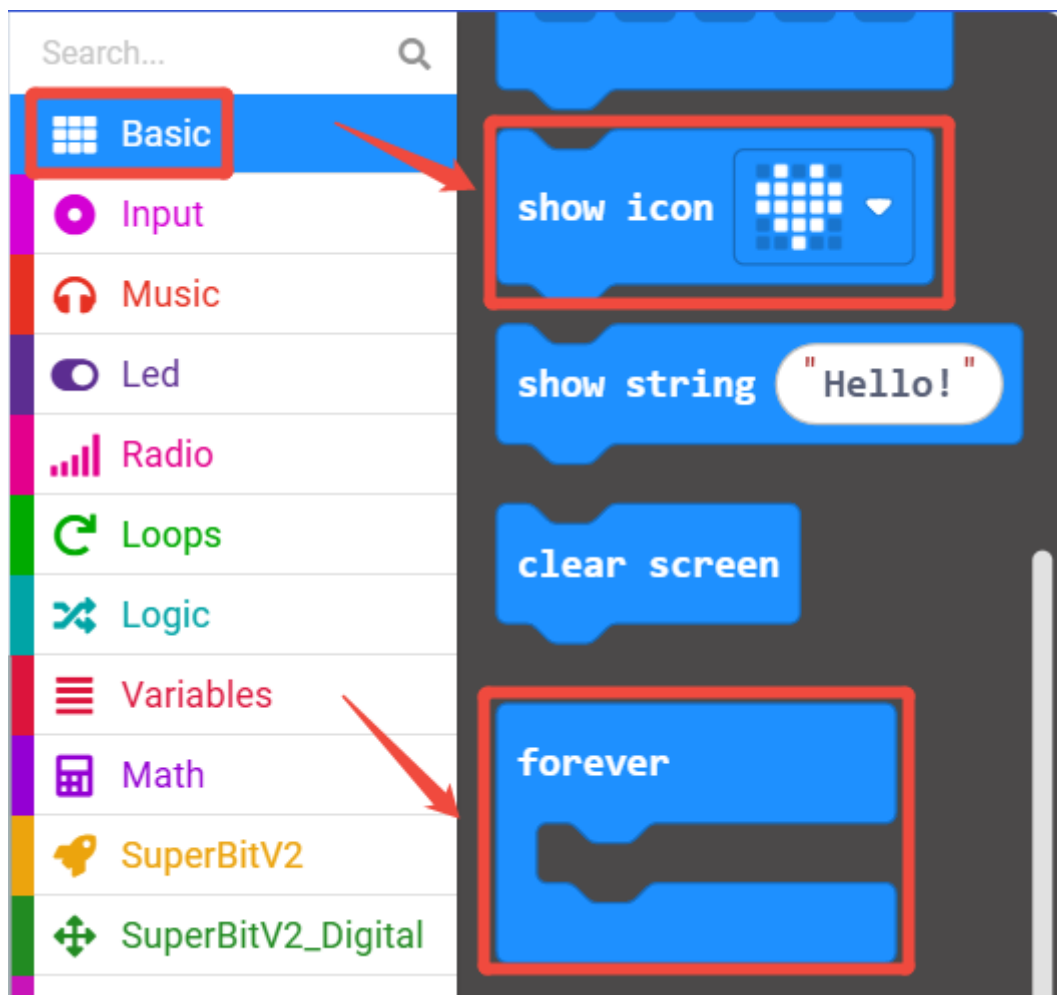 Search...
Basic
Input
Music
Led
Radio
Loops
Logic
Variables
Math
SuperBitV2
SuperBitV2_Digital
show icon
show string "Hello!"
clear screen
forever